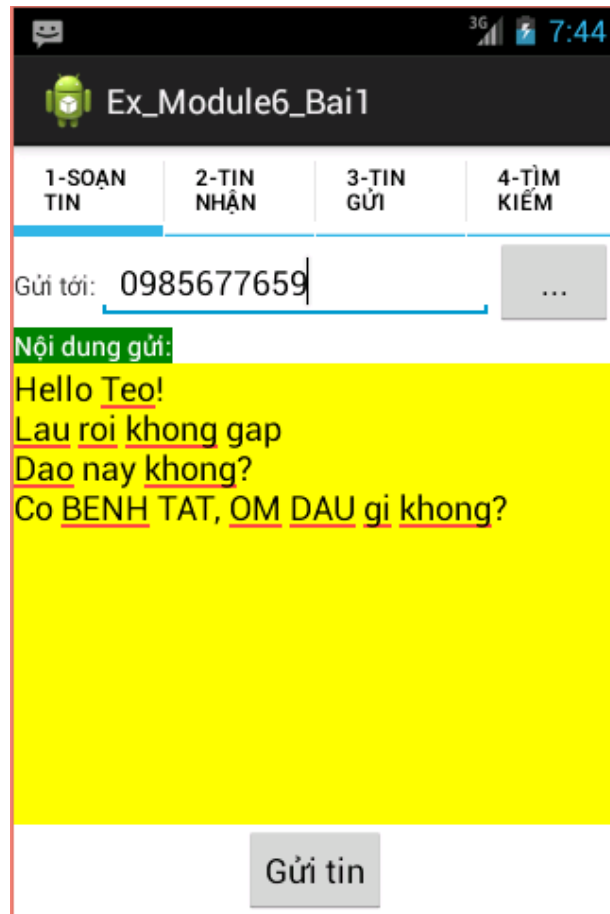 3G 7:44
Ex_Module6_Bai1
1-SOẠN TIN
2-TIN NHẬN
3-TIN GỬI
4-TÌM KIẾM
Gửi tới: 0985677659 ...
Nội dung gửi:
Hello Teo!
Lau roi khong gap
Dao nay khong?
Co BENH TAT, OM DAU gi khong?
Gửi tin